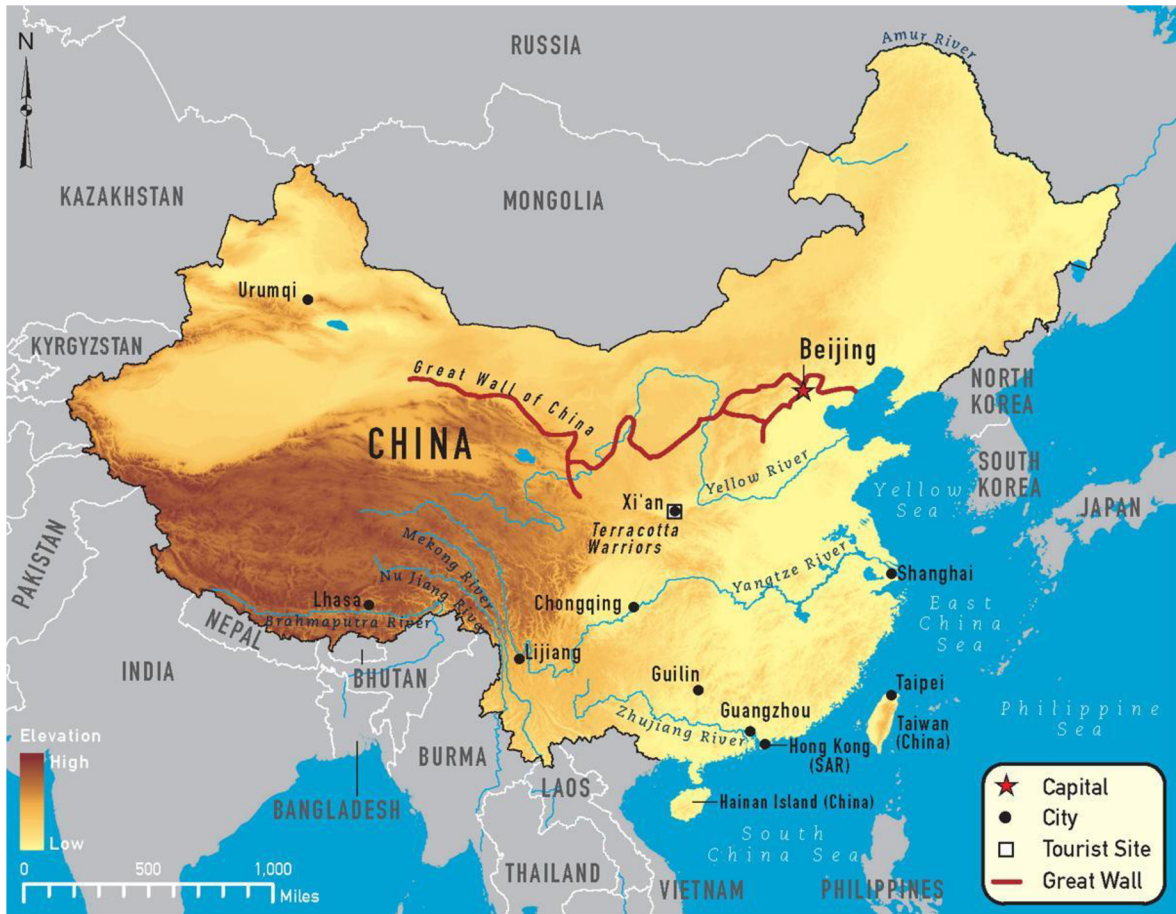 N
RUSSIA
Amur River
KAZAKHSTAN
MONGOLIA
Urumqi
KYRGYZSTAN
Beijing
Great Wall of China
NORTH
KOREA
CHINA
SOUTH
KOREA
Yellow River
Yellow
Sea
JAPAN
Xi'an
Terracotta
Warriors
PAKISTAN
Mekong River
Nu Jiang River
Yangtze River
Shanghai
Lhasa
Chongqing
Brahmaputra River
East
China
Sea
NEPAL
Lijiang
INDIA
BHUTAN
Guilin
Taipei
Guangzhou
Zhujiang River
Taiwan
(China)
Philippine
Sea
Hong Kong
(SAR)
BURMA
LAOS
BANGLADESH
Hainan Island (China)
South
China Sea
THAILAND
VIETNAM
PHILIPPINES
Elevation
High
Low
0 500 1,000
Miles
Capital
City
Tourist Site
Great Wall